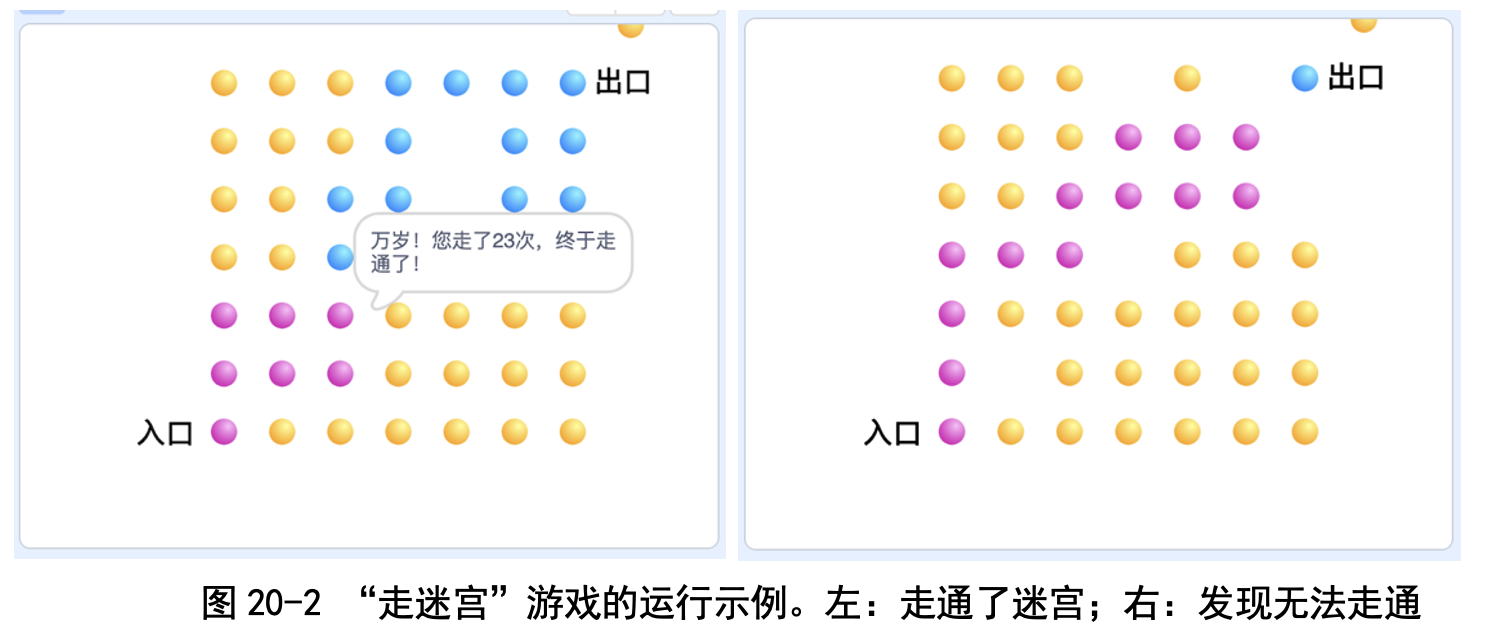 出口
万岁！您走了23次，终于走
通了！
入口
出口
入口
图 20-2 “走迷宫”游戏的运行示例。左：走通了迷宫；右：发现无法走通